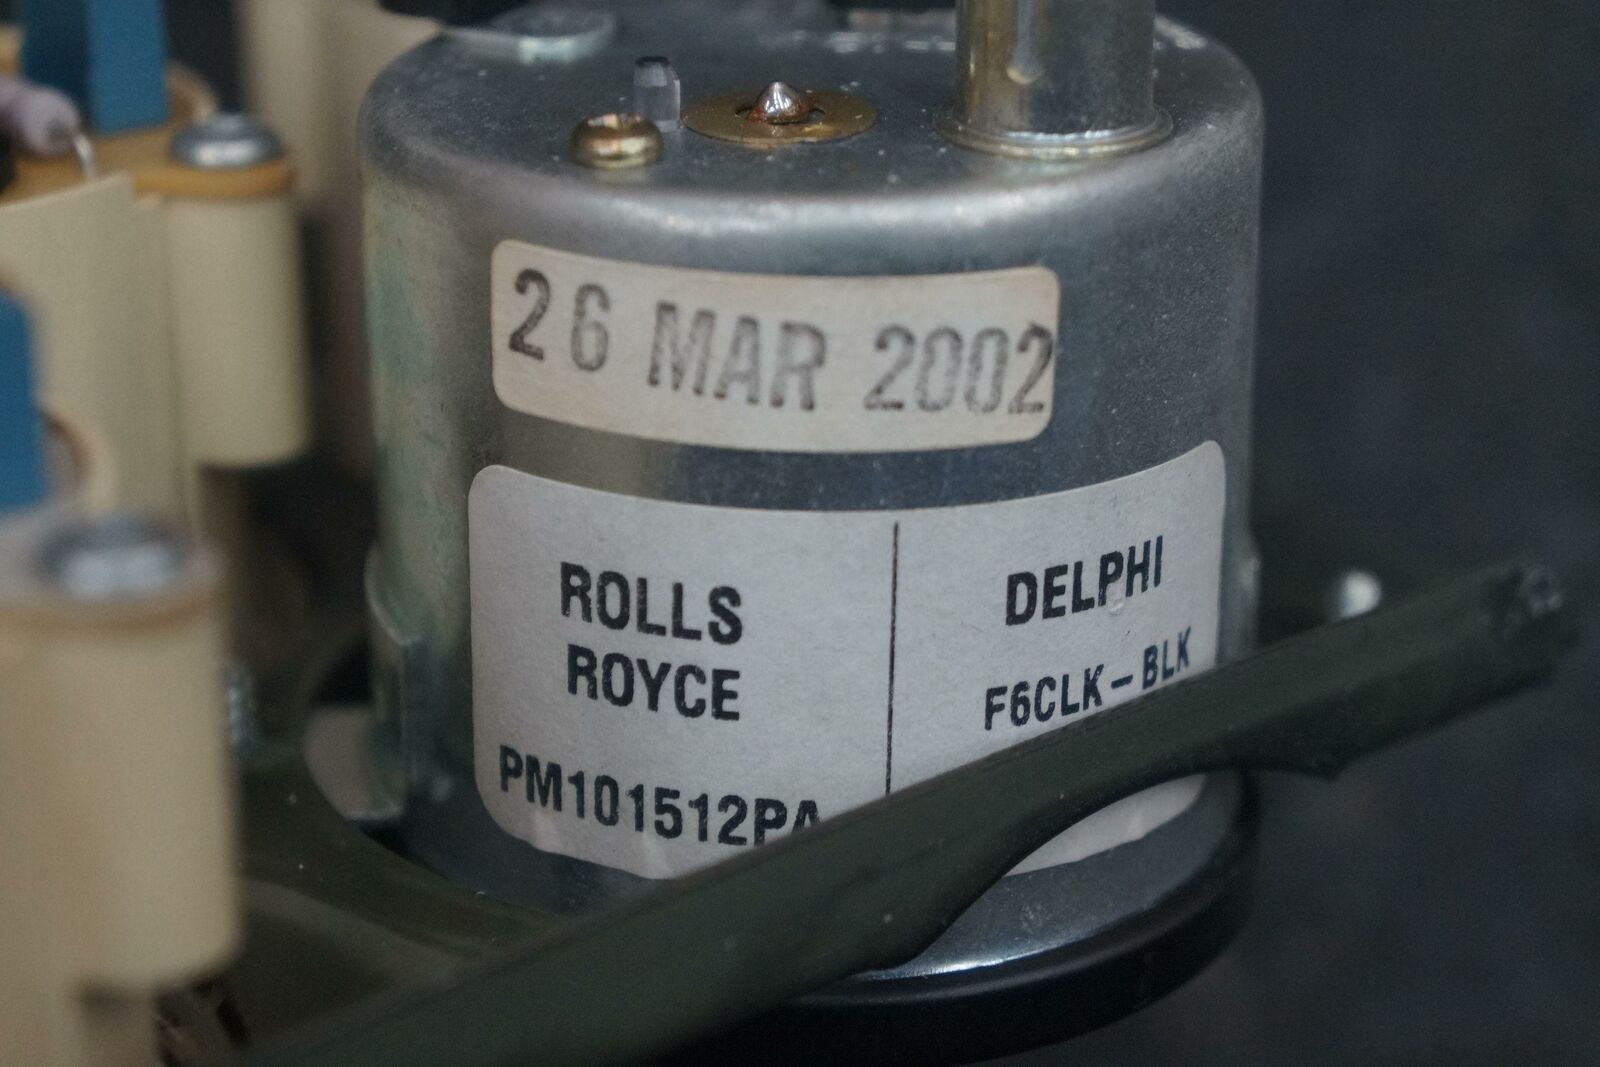 26 MAR 2002
ROLLS
ROYCE
PM101512PA
DELPHI
F6CLK-BLK